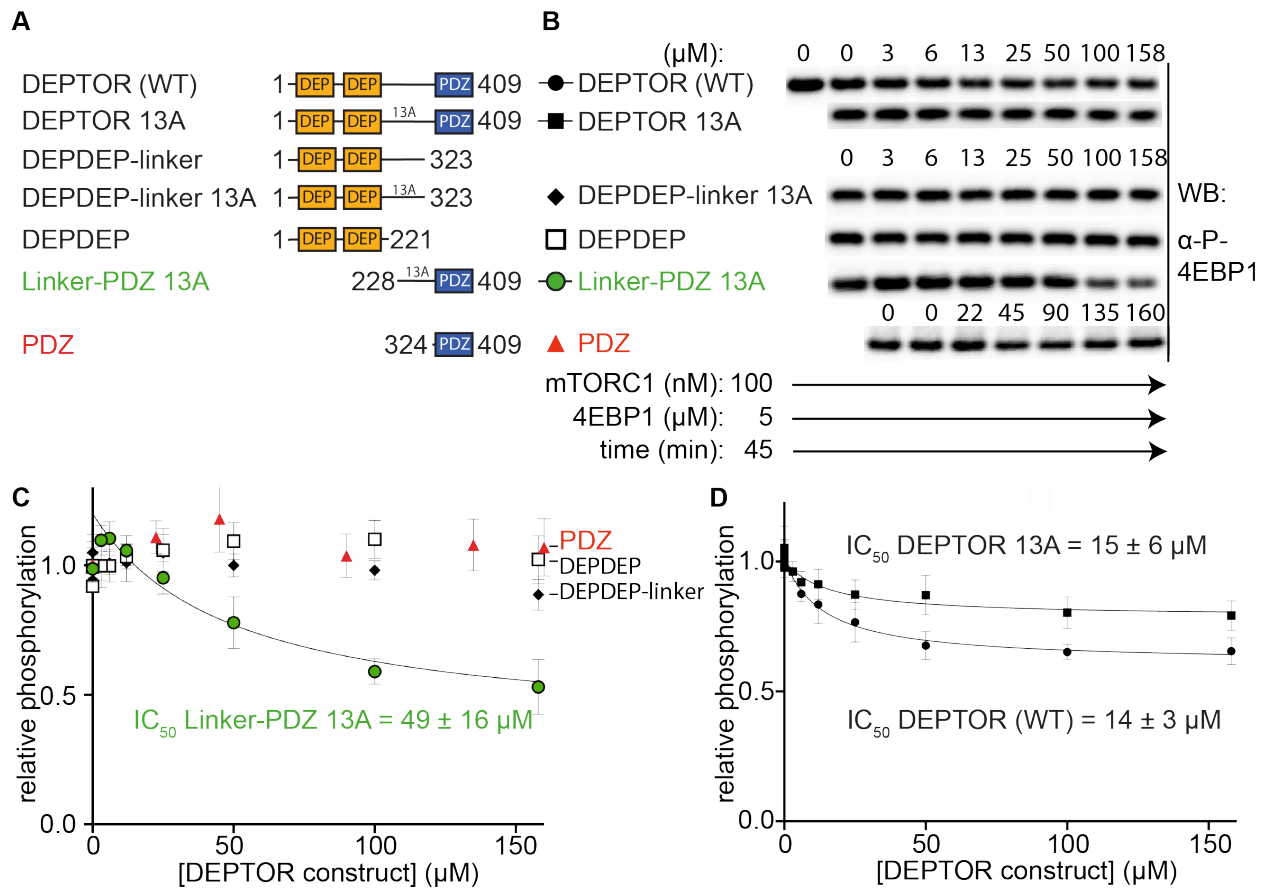 A
DEPTOR (WT) 1 DEP DEP PDZ 409
DEPTOR 13A 1 DEP DEP 13A PDZ 409
DEPDEP-linker 1 DEP DEP 323
DEPDEP-linker 13A 1 DEP DEP 13A 323
DEPDEP 1 DEP DEP 221
Linker-PDZ 13A 228 13A PDZ 409
PDZ 324 PDZ 409
B
(µM): 0 0 3 6 13 25 50 100 158
DEPTOR (WT)
DEPTOR 13A
0 3 6 13 25 50 100 158
DEPDEP-linker 13A
DEPDEP
Linker-PDZ 13A
0 0 22 45 90 135 160
PDZ
WB:
α-P-
4EBP1
mTORC1 (nM): 100
4EBP1 (µM): 5
time (min): 45
C
relative phosphorylation
1.0
0.5
0.0
0 50 100 150
[DEPTOR construct] (µM)
PDZ
DEPDEP
DEPDEP-linker
IC50 Linker-PDZ 13A = 49 ± 16 µM
D
relative phosphorylation
1.0
0.5
0.0
0 50 100 150
[DEPTOR construct] (µM)
IC50 DEPTOR 13A = 15 ± 6 µM
IC50 DEPTOR (WT) = 14 ± 3 µM